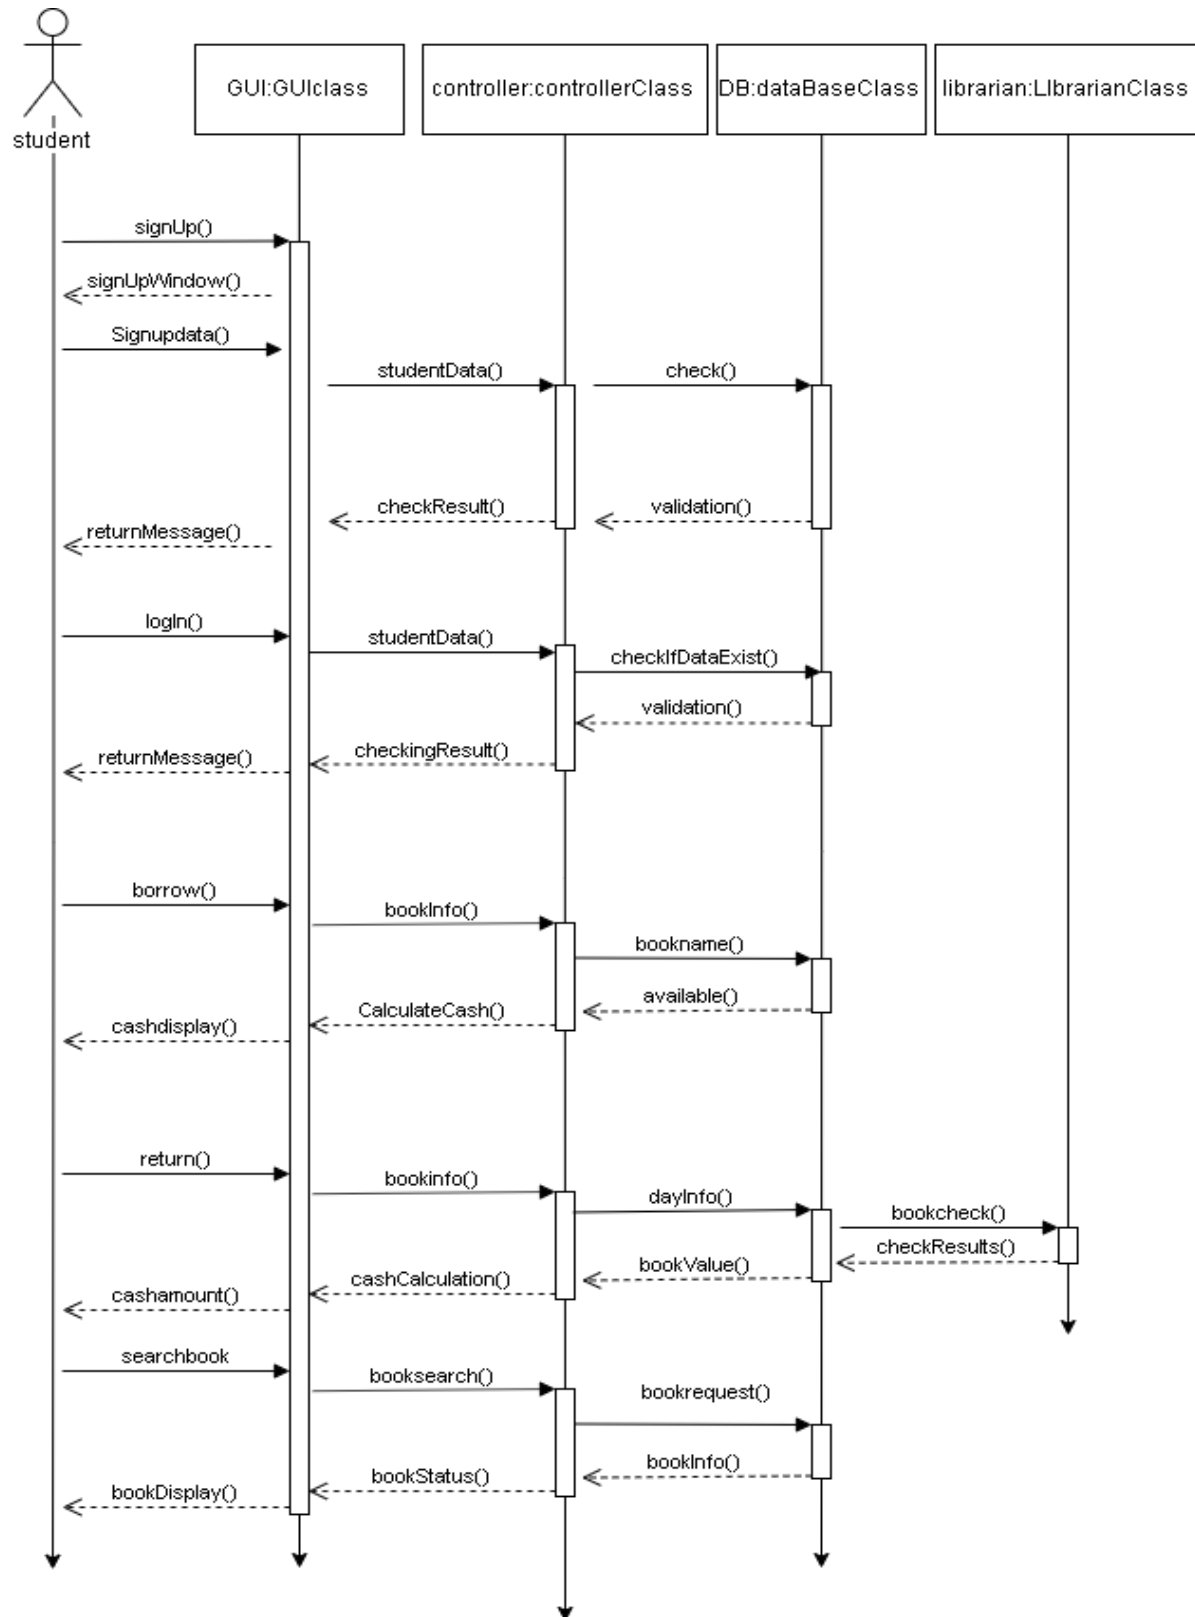 student
GUI:GUIclass
controller:controllerClass
DB:dataBaseClass
librarian:LIbrarianClass
signUp()
signUpWindow()
Signupdata()
studentData()
check()
checkResult()
validation()
returnMessage()
logIn()
studentData()
checkIfDataExist()
validation()
checkingResult()
returnMessage()
borrow()
bookInfo()
bookname()
available()
CalculateCash()
cashdisplay()
return()
bookinfo()
dayInfo()
bookcheck()
checkResults()
bookValue()
cashCalculation()
cashamount()
searchbook
booksearch()
bookrequest()
bookInfo()
bookStatus()
bookDisplay()